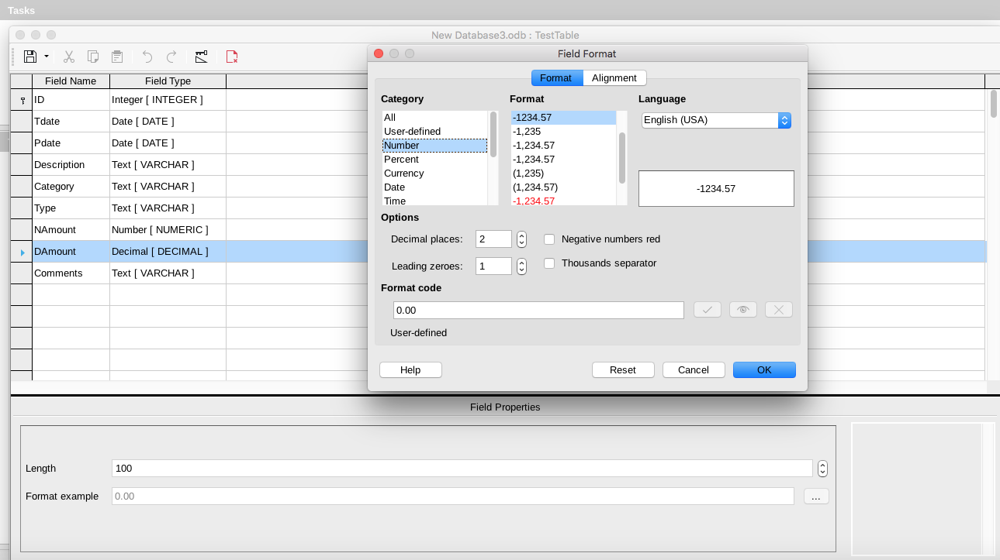 Tasks
New Database3.odb : TestTable
Field Name Field Type
ID Integer [ INTEGER ]
Tdate Date [ DATE ]
Pdate Date [ DATE ]
Description Text [ VARCHAR ]
Category Text [ VARCHAR ]
Type Text [ VARCHAR ]
NAmount Number [ NUMERIC ]
DAmount Decimal [ DECIMAL ]
Comments Text [ VARCHAR ]
Field Format
Format Alignment
Category Format Language
All
User-defined
Number
Percent
Currency
Date
Time
-1234.57
-1,235
-1,234.57
-1,234.57
(1,235)
(1,234.57)
-1,234.57
English (USA)
-1234.57
Options
Decimal places: 2 Negative numbers red
Leading zeroes: 1 Thousands separator
Format code
0.00
User-defined
Help Reset Cancel OK
Field Properties
Length 100
Format example 0.00 ...